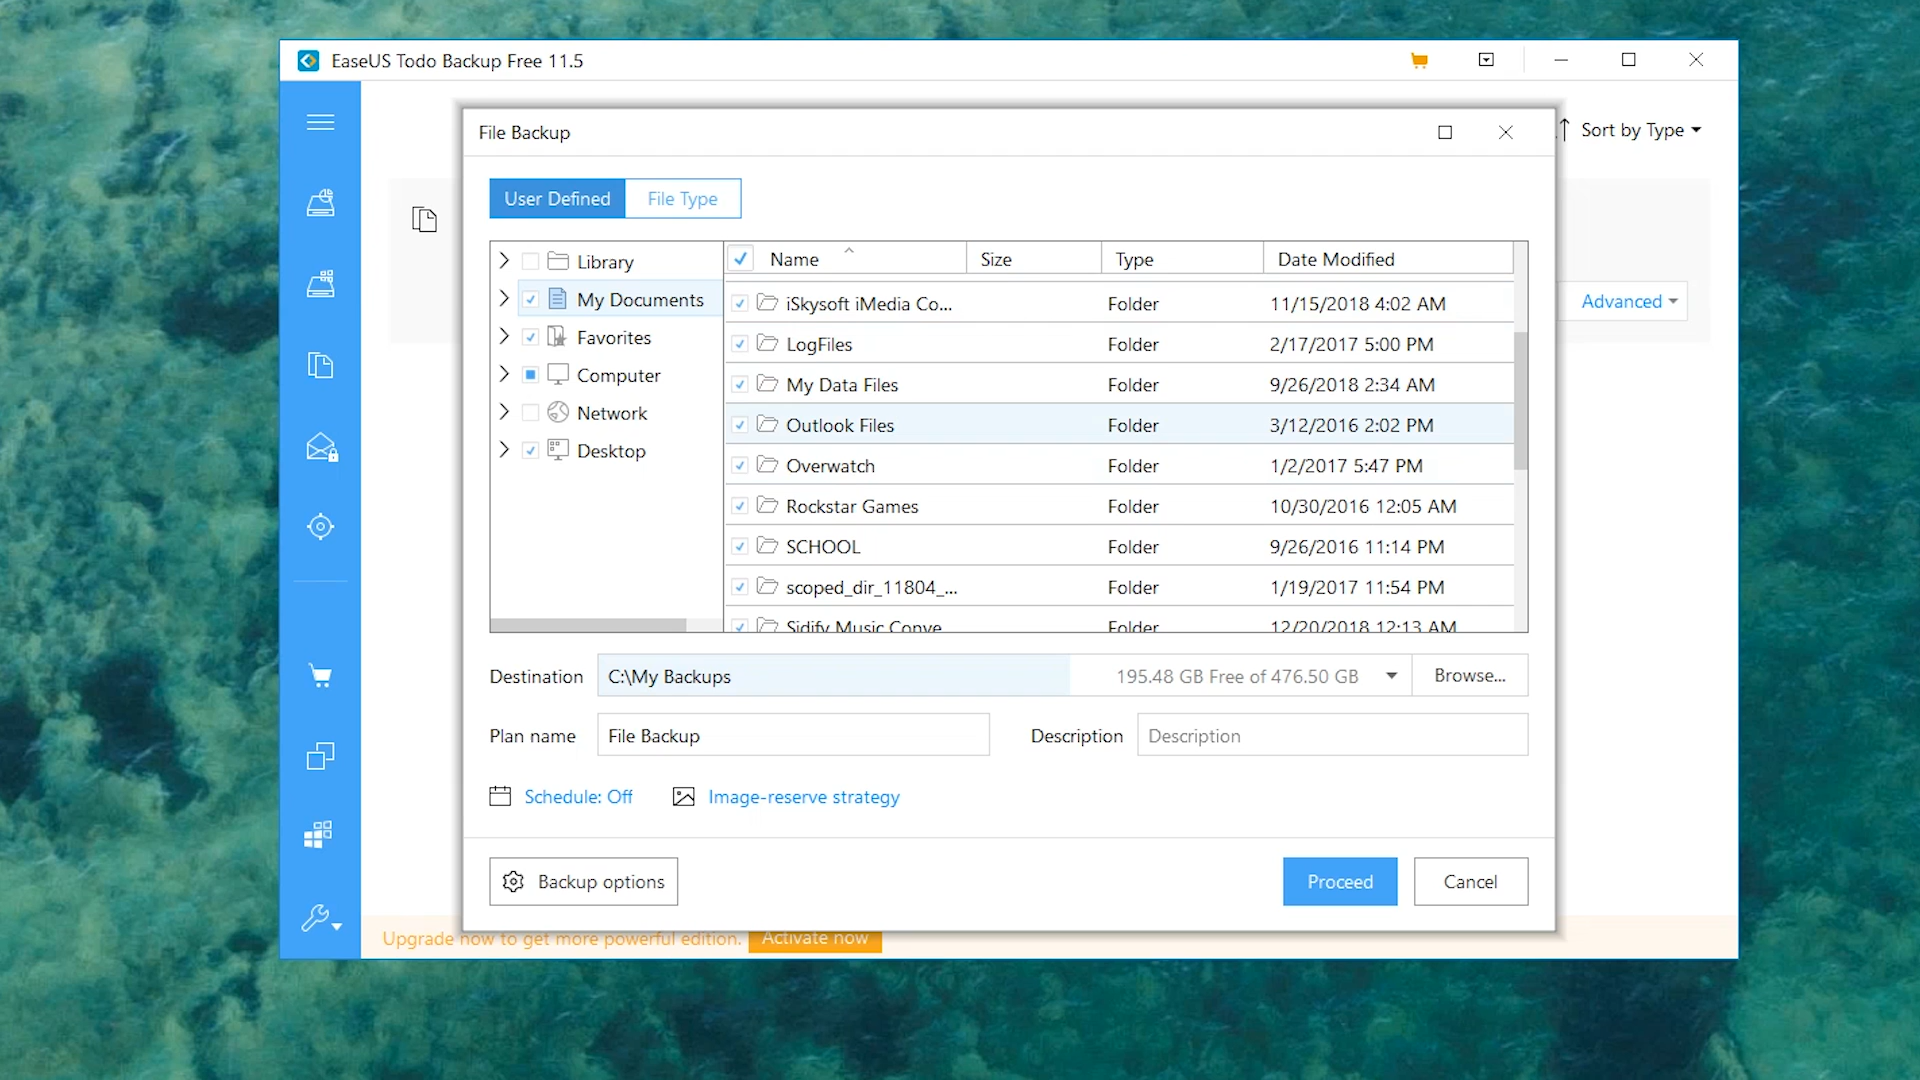 EaseUS Todo Backup Free 11.5
Sort by Type
File Backup
User Defined File Type
Advanced
Library
My Documents
Favorites
Computer
Network
Desktop
Name Size Type Date Modified
iSkysoft iMedia Co... Folder 11/15/2018 4:02 AM
LogFiles Folder 2/17/2017 5:00 PM
My Data Files Folder 9/26/2018 2:34 AM
Outlook Files Folder 3/12/2016 2:02 PM
Overwatch Folder 1/2/2017 5:47 PM
Rockstar Games Folder 10/30/2016 12:05 AM
SCHOOL Folder 9/26/2016 11:14 PM
scoped_dir_11804_... Folder 1/19/2017 11:54 PM
Sidify Music Conve Folder 12/20/2018 12:13 AM
Destination C:\My Backups 195.48 GB Free of 476.50 GB Browse...
Plan name File Backup Description Description
Schedule: Off Image-reserve strategy
Backup options Proceed Cancel
Upgrade now to get more powerful edition. Activate now